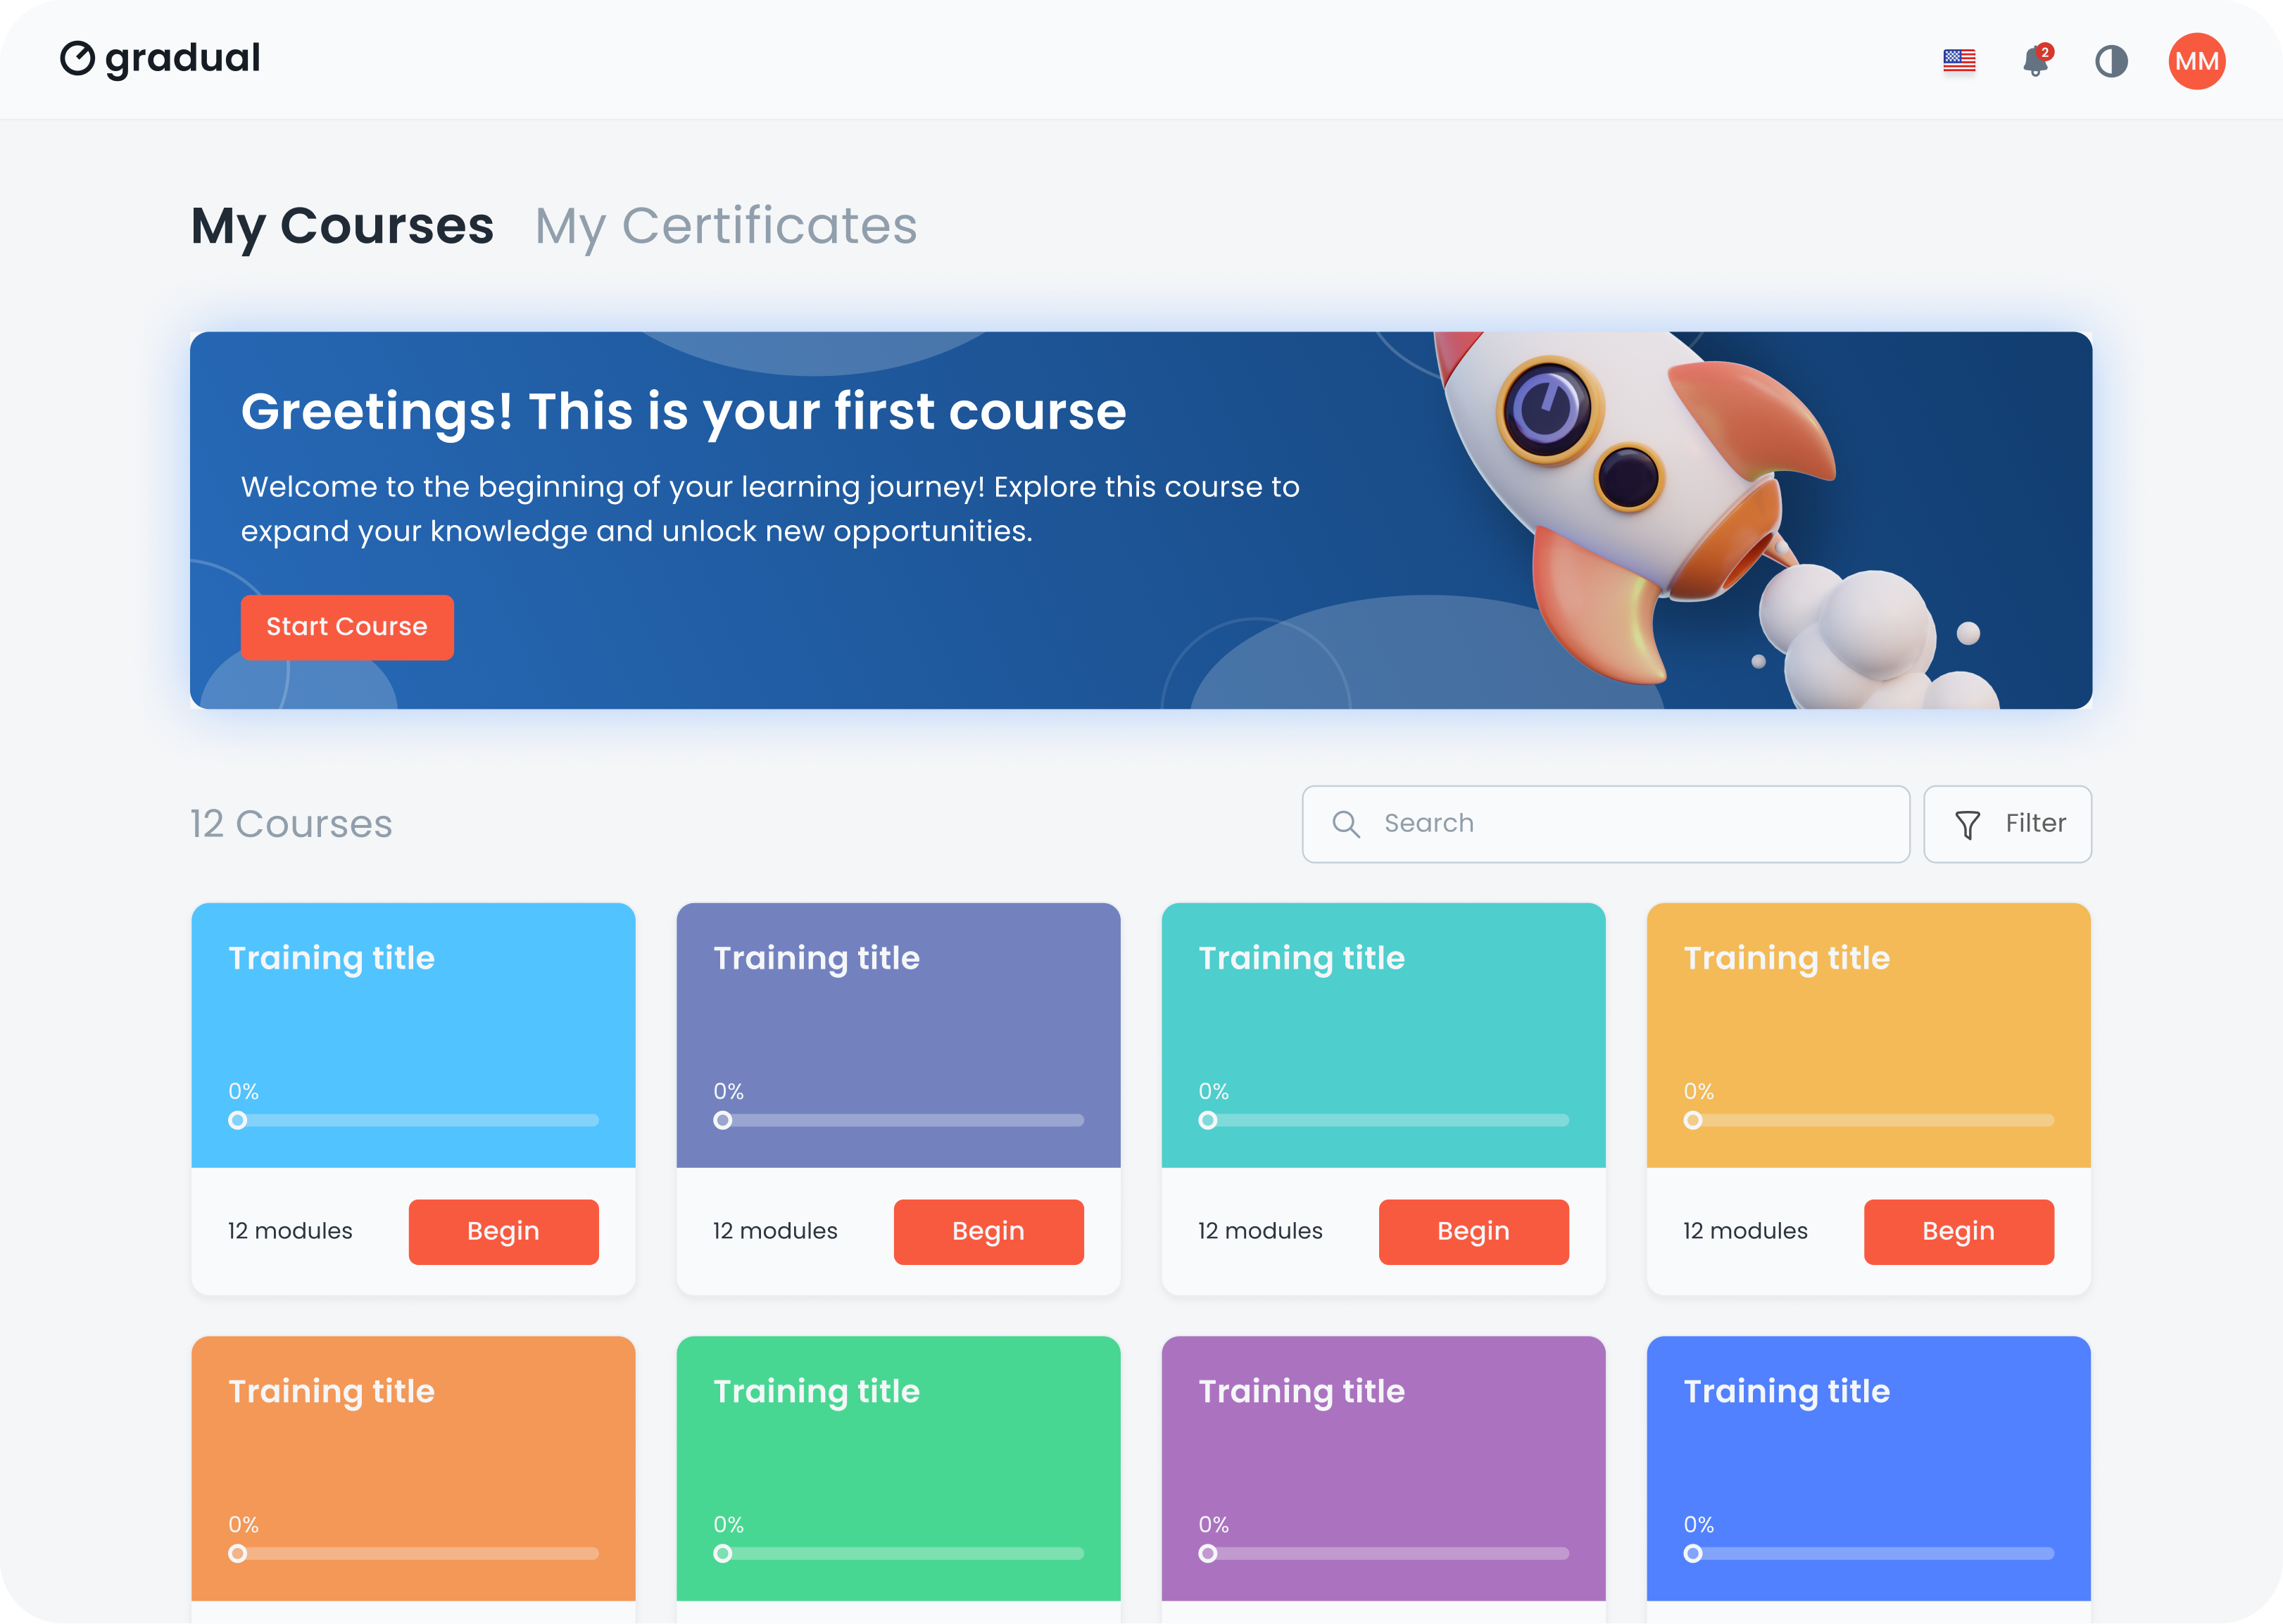 gradual
2
MM
My Courses My Certificates
Greetings! This is your first course
Welcome to the beginning of your learning journey! Explore this course to
expand your knowledge and unlock new opportunities.
Start Course
12 Courses
Search
Filter
Training title
0%
12 modules
Begin
Training title
0%
12 modules
Begin
Training title
0%
12 modules
Begin
Training title
0%
12 modules
Begin
Training title
0%
Training title
0%
Training title
0%
Training title
0%